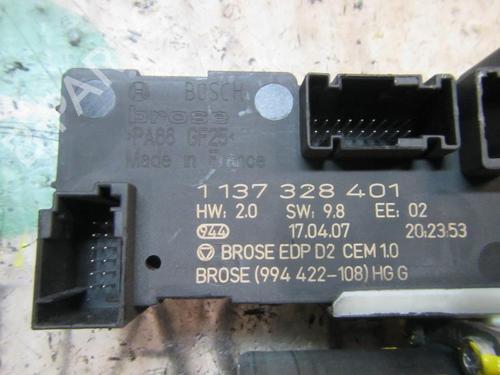 BOSCH
brose
>PA66 GF25<
Made in France
1 137 328 401
HW: 2.0 SW: 9.8 EE: 02
944 17.04.07 20:23:53
BROSE EDP D2 CEM 1.0
BROSE (994 422-108) HG G